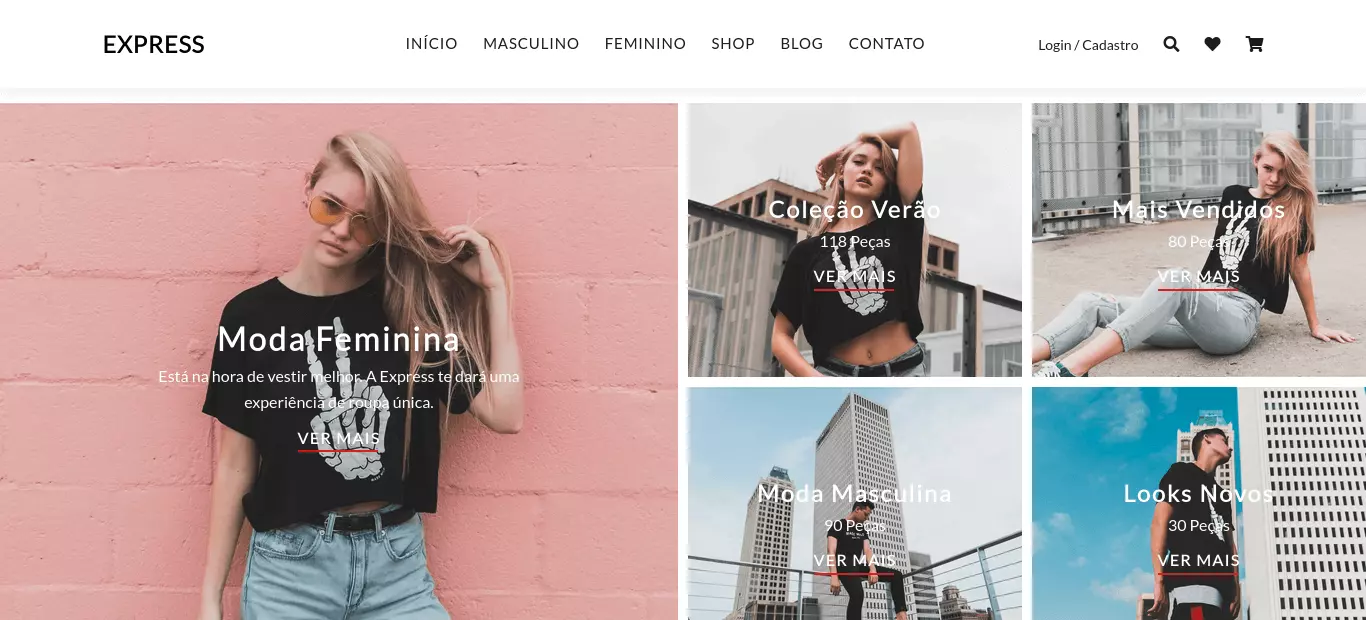 EXPRESS
INÍCIO MASCULINO FEMININO SHOP BLOG CONTATO
Login / Cadastro
Moda Feminina
Está na hora de vestir melhor. A Express te dará uma
experiência de roupa única.
VER MAIS
Coleção Verão
118 Peças
VER MAIS
Mais Vendidos
80 Peças
VER MAIS
Moda Masculina
90 Peças
VER MAIS
Looks Novos
30 Peças
VER MAIS